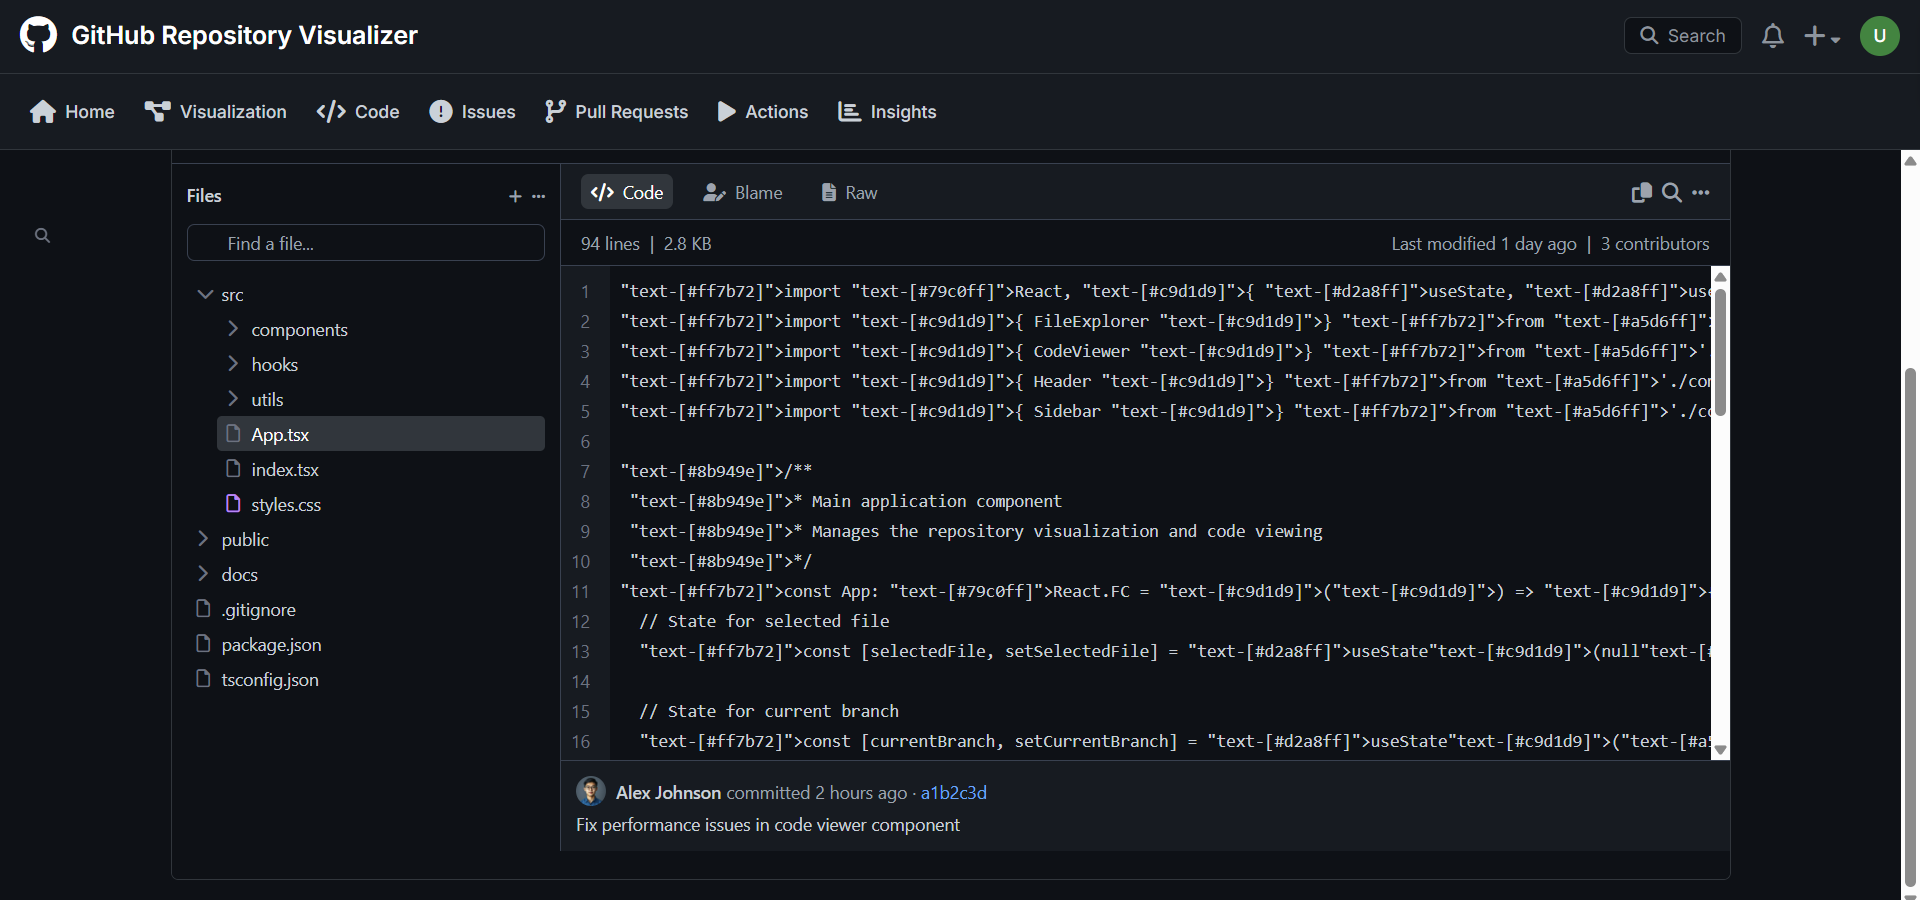 GitHub Repository Visualizer
Search
U
Home
Visualization
Code
Issues
Pull Requests
Actions
Insights
Files
Find a file...
src
components
hooks
utils
App.tsx
index.tsx
styles.css
public
docs
.gitignore
package.json
tsconfig.json
Code
Blame
Raw
94 lines | 2.8 KB
Last modified 1 day ago | 3 contributors
1 "text-[#ff7b72]">import "text-[#79c0ff]">React, "text-[#c9d1d9]">{ "text-[#d2a8ff]">useState, "text-[#d2a8ff]">us
2 "text-[#ff7b72]">import "text-[#c9d1d9]">{ FileExplorer "text-[#c9d1d9]">} "text-[#ff7b72]">from "text-[#a5d6ff]">
3 "text-[#ff7b72]">import "text-[#c9d1d9]">{ CodeViewer "text-[#c9d1d9]">} "text-[#ff7b72]">from "text-[#a5d6ff]">'.
4 "text-[#ff7b72]">import "text-[#c9d1d9]">{ Header "text-[#c9d1d9]">} "text-[#ff7b72]">from "text-[#a5d6ff]">'./com
5 "text-[#ff7b72]">import "text-[#c9d1d9]">{ Sidebar "text-[#c9d1d9]">} "text-[#ff7b72]">from "text-[#a5d6ff]">'./co
6
7 "text-[#8b949e]">/**
8 "text-[#8b949e]">* Main application component
9 "text-[#8b949e]">* Manages the repository visualization and code viewing
10 "text-[#8b949e]">*/
11 "text-[#ff7b72]">const App: "text-[#79c0ff]">React.FC = "text-[#c9d1d9]">("text-[#c9d1d9]">) => "text-[#c9d1d9]">{
12 // State for selected file
13 "text-[#ff7b72]">const [selectedFile, setSelectedFile] = "text-[#d2a8ff]">useState"text-[#c9d1d9]">(null"text-[#
14
15 // State for current branch
16 "text-[#ff7b72]">const [currentBranch, setCurrentBranch] = "text-[#d2a8ff]">useState"text-[#c9d1d9]">("text-[#a5
Alex Johnson committed 2 hours ago · a1b2c3d
Fix performance issues in code viewer component